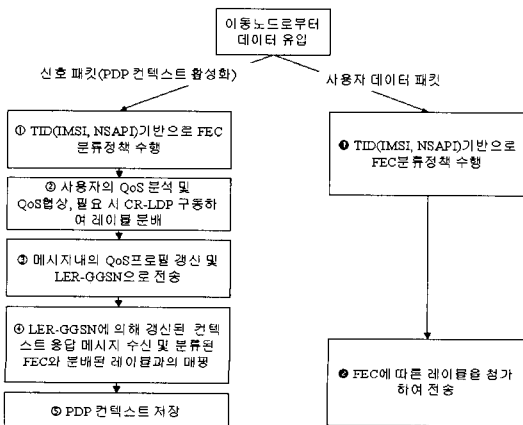 이동노드로부터
데이터 유입
신호 패킷(PDP 컨텍스트 활성화)
사용자 데이터 패킷
① TID(IMSI, NSAPI)기반으로 FEC
분류정책 수행
② 사용자의 QoS 분석 및
QoS협상, 필요 시 CR-LDP 구동하
여 레이블 분배
③ 메시지내의 QoS프로필 갱신 및
LER-GGSN으로 전송
④ LER-GGSN에 의해 갱신된 컨텍
스트 응답 메시지 수신 및 분류된
FEC와 분배된 레이블과의 매핑
⑤ PDP 컨텍스트 저장
❶ TID(IMSI, NSAPI)기반으로
FEC분류정책 수행
❷ FEC에 따른 레이블을 첨가
하여 전송